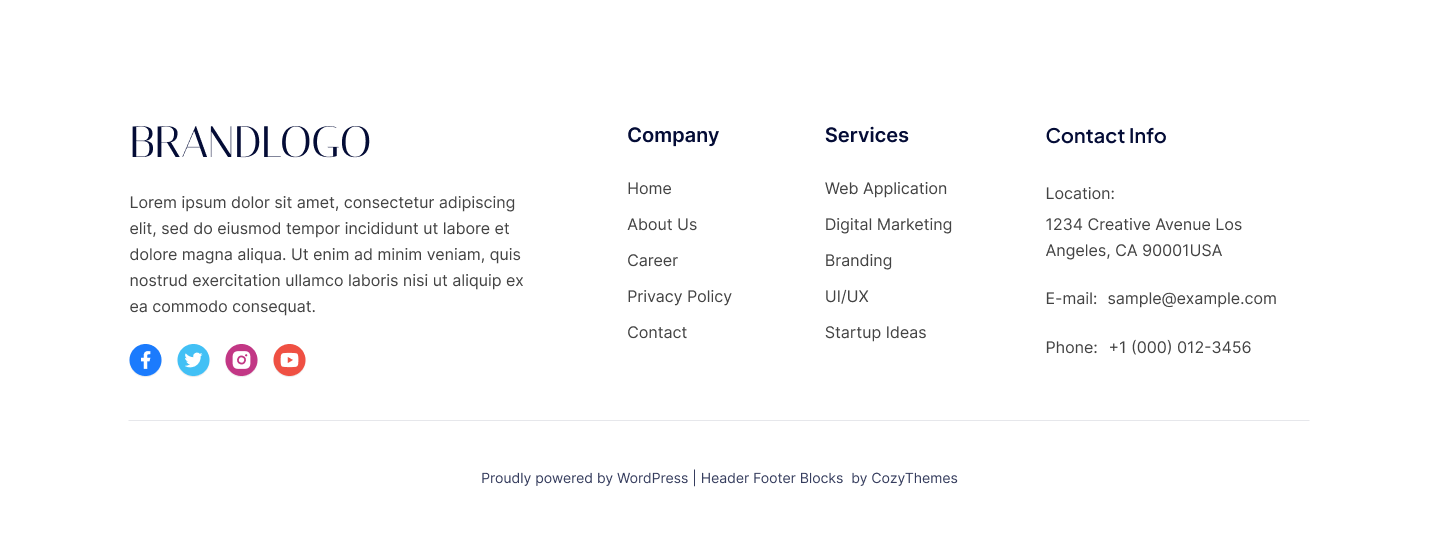 BRANDLOGO
Lorem ipsum dolor sit amet, consectetur adipiscing
elit, sed do eiusmod tempor incididunt ut labore et
dolore magna aliqua. Ut enim ad minim veniam, quis
nostrud exercitation ullamco laboris nisi ut aliquip ex
ea commodo consequat.
Company
Home
About Us
Career
Privacy Policy
Contact
Services
Web Application
Digital Marketing
Branding
UI/UX
Startup Ideas
Contact Info
Location:
1234 Creative Avenue Los
Angeles, CA 90001USA
E-mail: sample@example.com
Phone: +1 (000) 012-3456
Proudly powered by WordPress | Header Footer Blocks by CozyThemes